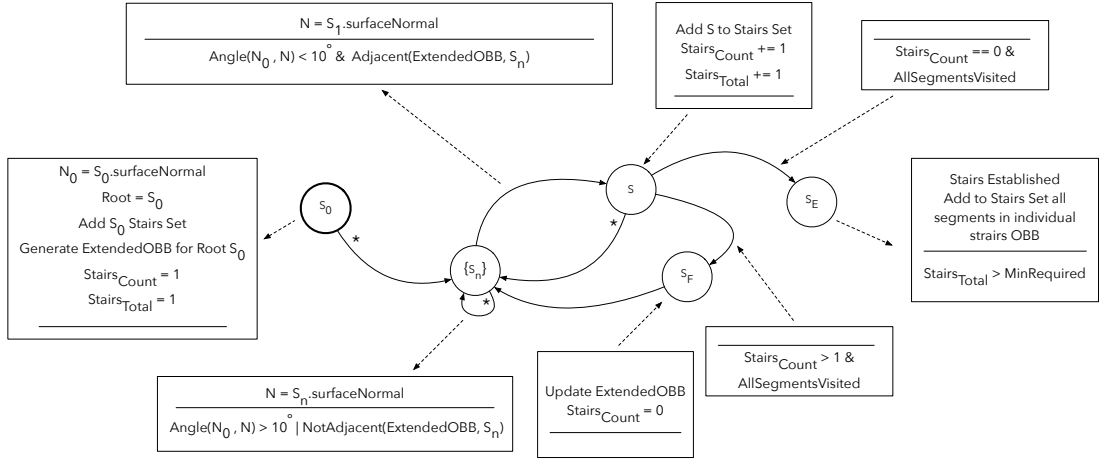 N = S1.surfaceNormal
Angle(N0 , N) < 10° & Adjacent(ExtendedOBB, Sn)
Add S to Stairs Set
StairsCount += 1
StairsTotal += 1
StairsCount == 0 &
AllSegmentsVisited
N0 = S0.surfaceNormal
Root = S0
Add S0 Stairs Set
Generate ExtendedOBB for Root S0
StairsCount = 1
StairsTotal = 1
S0
*
{Sn}
*
S
*
SE
SF
Stairs Established
Add to Stairs Set all
segments in individual
strairs OBB
StairsTotal > MinRequired
N = Sn.surfaceNormal
Angle(N0 , N) > 10° | NotAdjacent(ExtendedOBB, Sn)
Update ExtendedOBB
StairsCount = 0
StairsCount > 1 &
AllSegmentsVisited